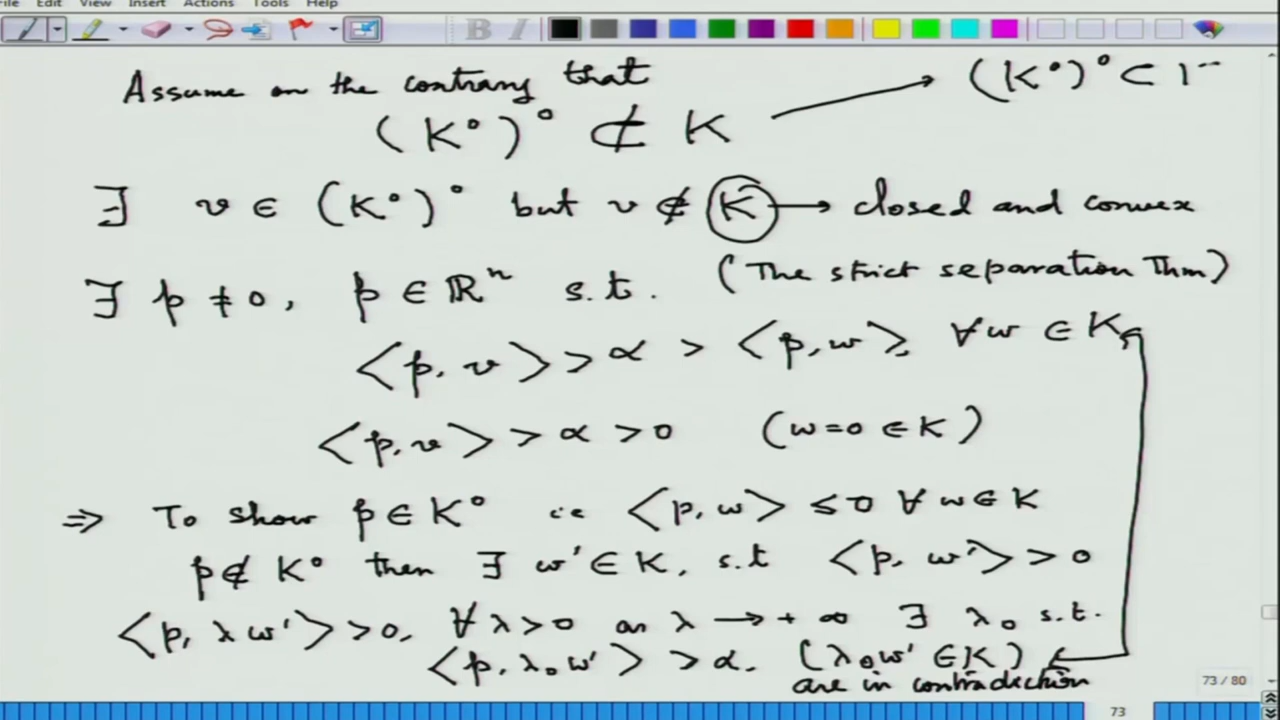 File Edit View Insert Actions Tools Help
Assume on the contrary that
(K°)° ⊄ K → (K°)° ⊂
∃ v ∈ (K°)° but v ∉ K → closed and convex
∃ p ≠ 0, p ∈ ℝⁿ s.t. (The strict separation Thm)
<p, v> > α > <p, w>, ∀w ∈ K
<p, v> > α > 0 (w=0 ∈ K)
⇒ To show p ∈ K° i.e <p, w> ≤ 0 ∀ w ∈ K
p ∉ K° then ∃ w' ∈ K, s.t <p, w'> > 0
<p, λw'> > 0, ∀ λ > 0 as λ → +∞ ∃ λ₀ s.t.
<p, λ₀w'> > α. (λ₀w' ∈ K) ←
are in contradiction
73 / 80
73